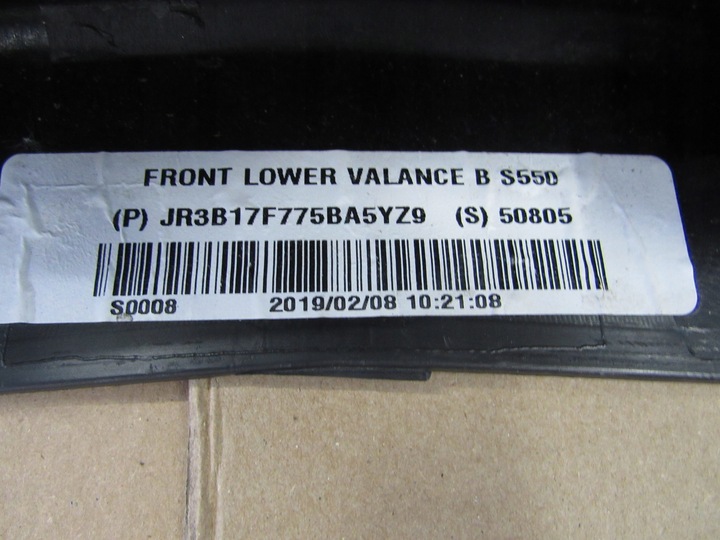 FRONT LOWER VALANCE B S550
(P) JR3B17F775BA5YZ9 (S) 50805
S0008 2019/02/08 10:21:08